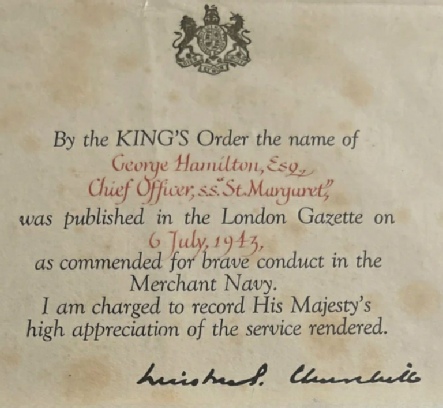 By the KING'S Order the name of
George Hamilton, Esq.,
Chief Officer, s.s. "St. Margaret,"
was published in the London Gazette on
6 July, 1943,
as commended for brave conduct in the
Merchant Navy.
I am charged to record His Majesty's
high appreciation of the service rendered.
Winston S. Churchill